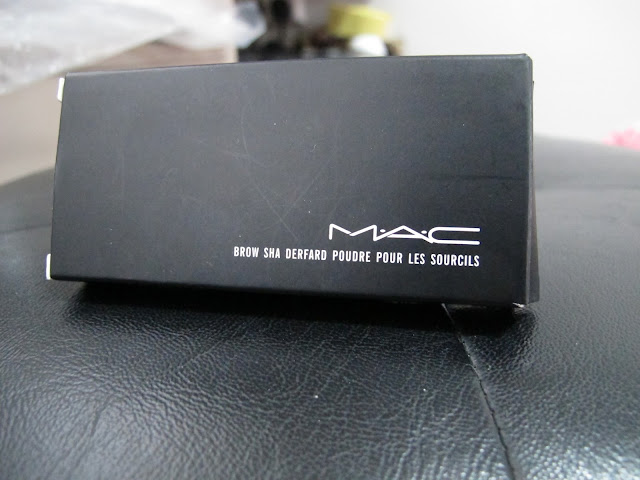 M·A·C
BROW SHA DERFARD POUDRE POUR LES SOURCILS